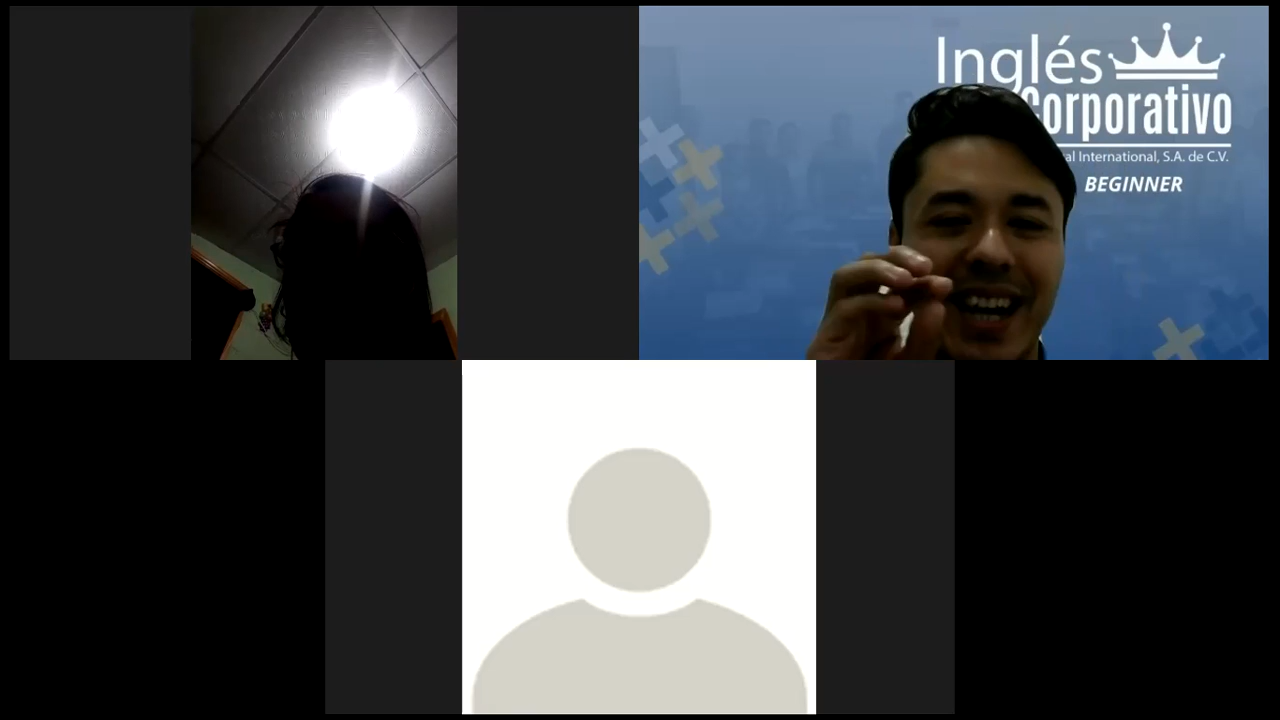 Inglés
Corporativo
al International, S.A. de C.V.
BEGINNER